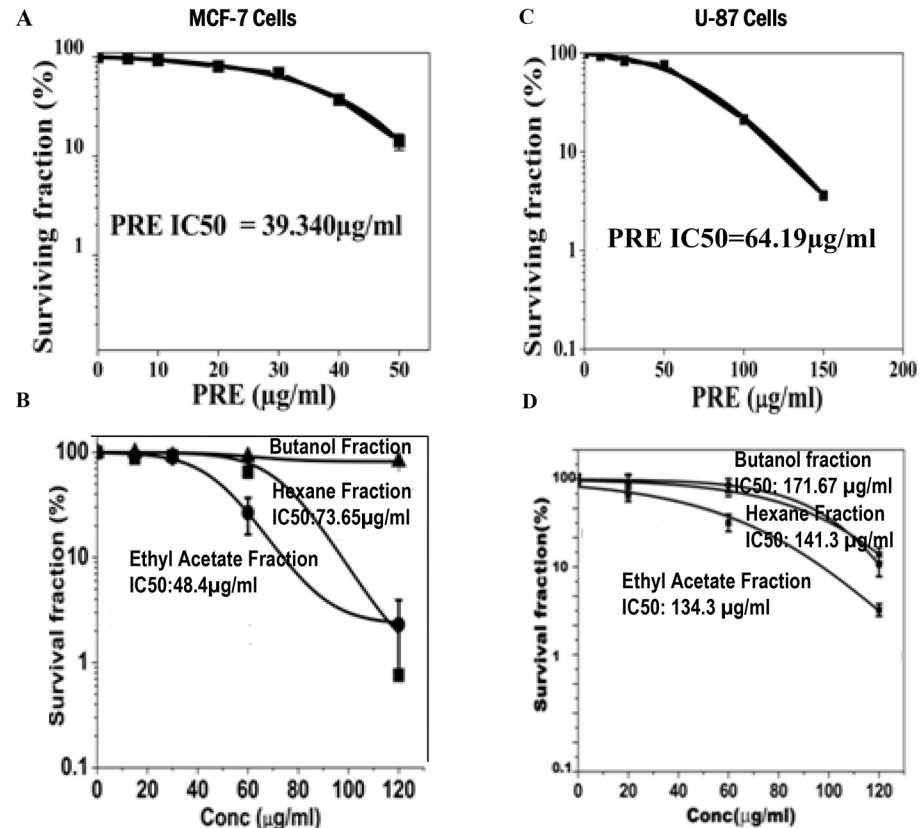 A
MCF-7 Cells
Surviving fraction (%)
100
10
1
PRE IC50 = 39.340µg/ml
0 10 20 30 40 50
PRE (µg/ml)
C
U-87 Cells
Surviving fraction (%)
100
10
1
0.1
PRE IC50=64.19µg/ml
0 50 100 150 200
PRE (µg/ml)
B
Survival fraction (%)
100
10
1
0.1
Butanol Fraction
Hexane Fraction
IC50:73.65µg/ml
Ethyl Acetate Fraction
IC50:48.4µg/ml
0 20 40 60 80 100 120
Conc (µg/ml)
D
Survival fraction(%)
100
10
1
0.1
Butanol fraction
IC50: 171.67 µg/ml
Hexane Fraction
IC50: 141.3 µg/ml
Ethyl Acetate Fraction
IC50: 134.3 µg/ml
0 20 40 60 80 100 120
Conc(µg/ml)